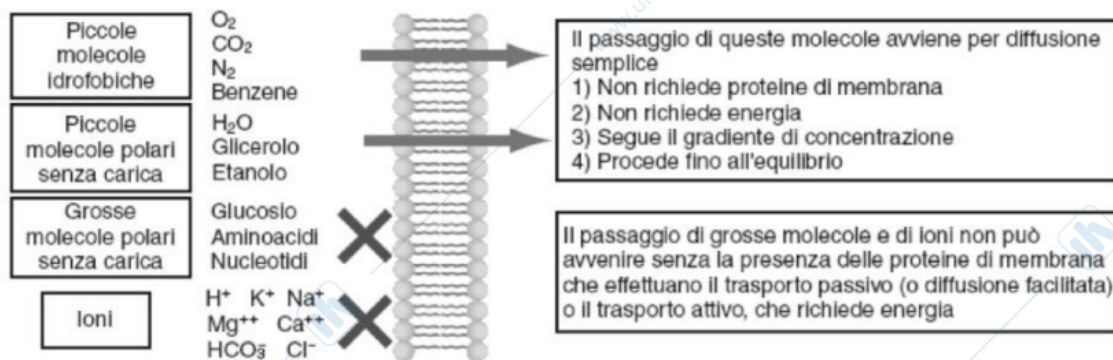 Piccole
molecole
idrofobiche
O₂
CO₂
N₂
Benzene
Piccole
molecole polari
senza carica
H₂O
Glicerolo
Etanolo
Grosse
molecole polari
senza carica
Glucosio
Aminoacidi
Nucleotidi
Ioni
H⁺ K⁺ Na⁺
Mg⁺⁺ Ca⁺⁺
HCO₃⁻ Cl⁻
Il passaggio di queste molecole avviene per diffusione
semplice
1) Non richiede proteine di membrana
2) Non richiede energia
3) Segue il gradiente di concentrazione
4) Procede fino all'equilibrio
Il passaggio di grosse molecole e di ioni non può
avvenire senza la presenza delle proteine di membrana
che effettuano il trasporto passivo (o diffusione facilitata)
o il trasporto attivo, che richiede energia